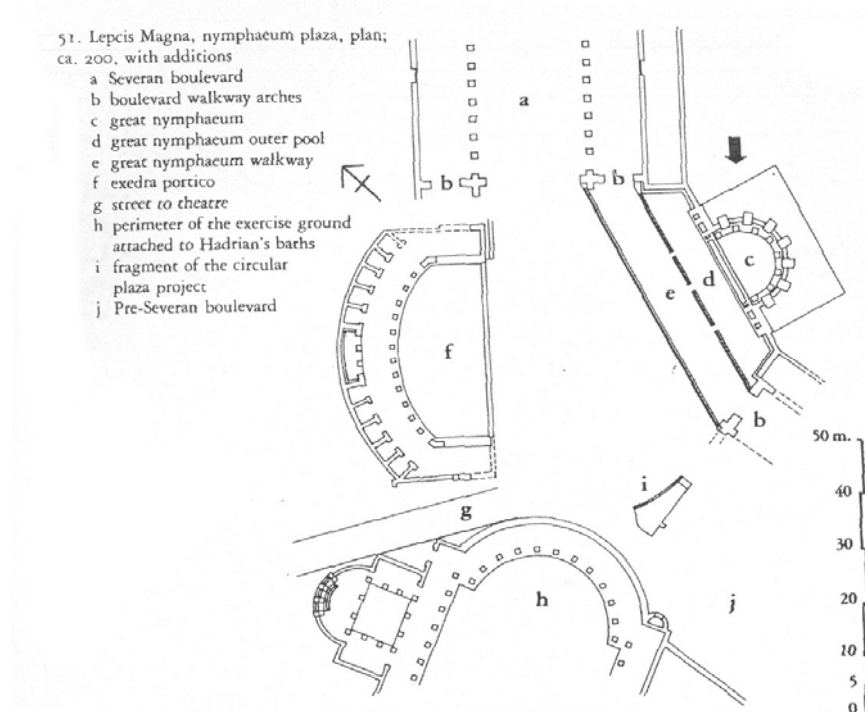 51. Lepcis Magna, nymphaeum plaza, plan;
ca. 200, with additions
a Severan boulevard
b boulevard walkway arches
c great nymphaeum
d great nymphaeum outer pool
e great nymphaeum walkway
f exedra portico
g street to theatre
h perimeter of the exercise ground
attached to Hadrian's baths
i fragment of the circular
plaza project
j Pre-Severan boulevard
a
b
b
c
d
e
f
b
50 m.
i
40
g
30
h
j
20
10
5
0